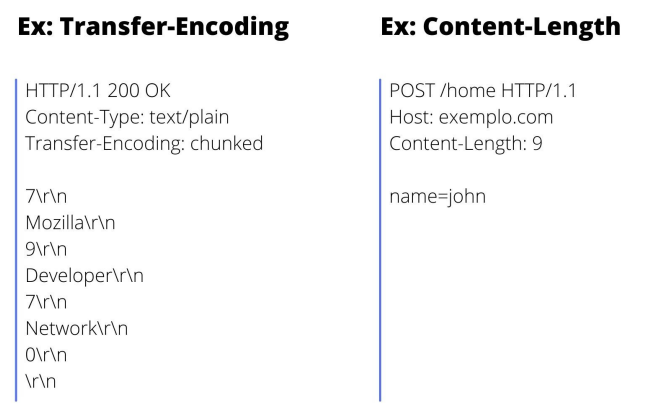 Ex: Transfer-Encoding
HTTP/1.1 200 OK
Content-Type: text/plain
Transfer-Encoding: chunked
7\r\n
Mozilla\r\n
9\r\n
Developer\r\n
7\r\n
Network\r\n
0\r\n
\r\n
Ex: Content-Length
POST /home HTTP/1.1
Host: exemplo.com
Content-Length: 9
name=john